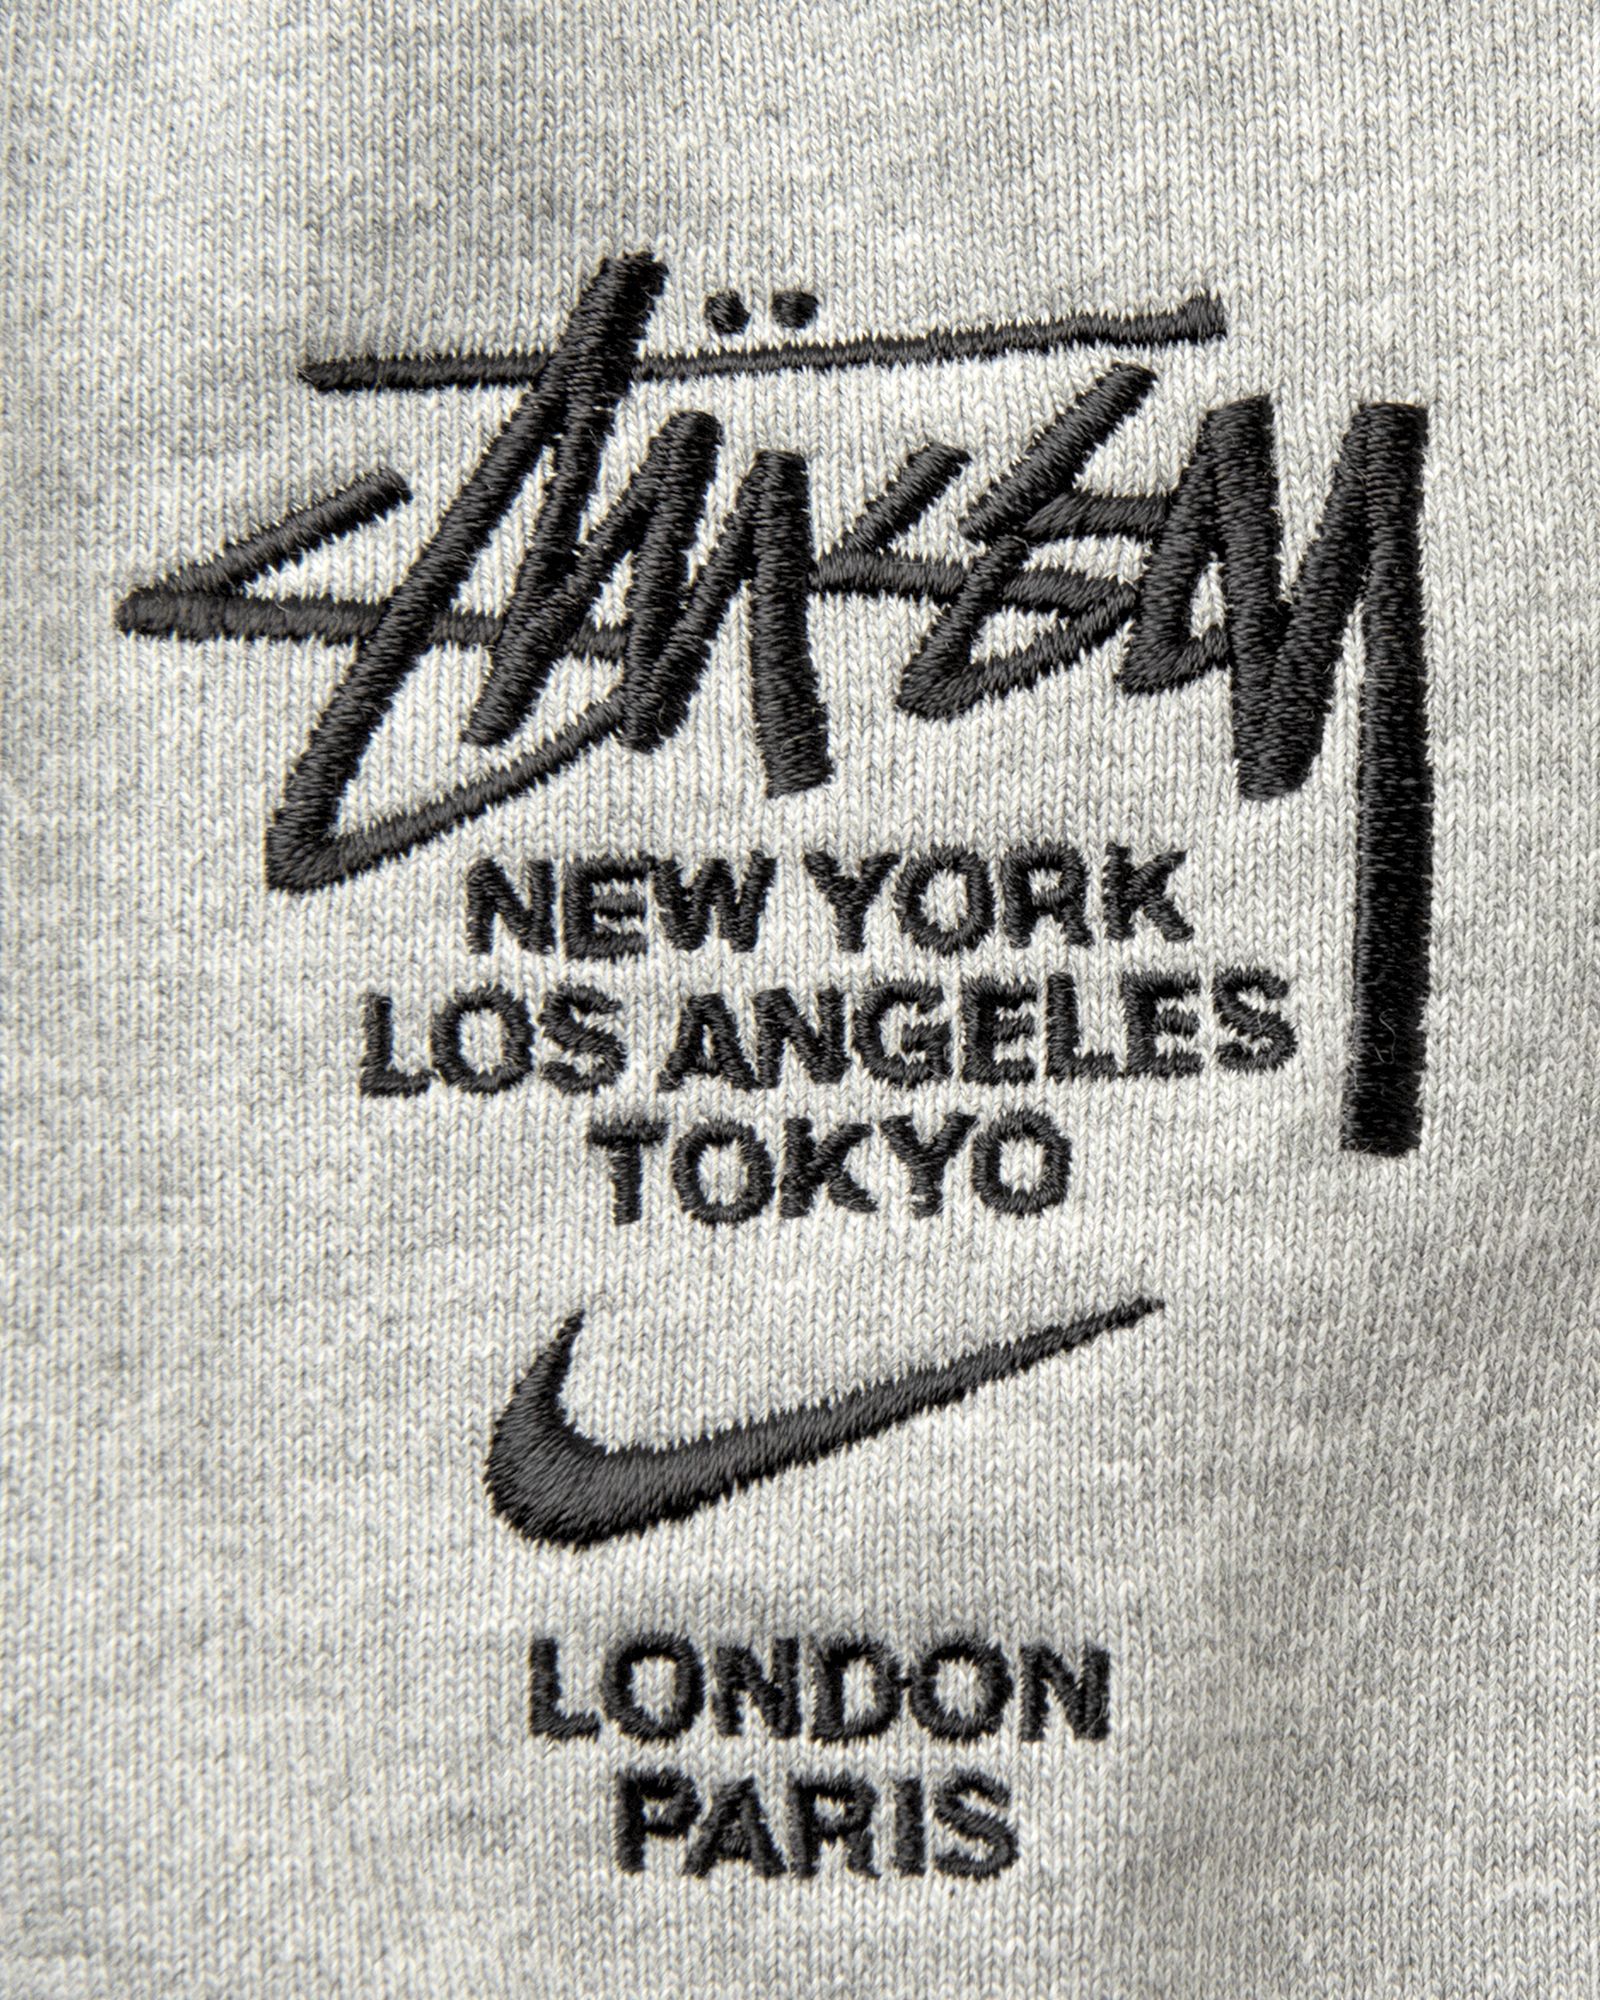 Stüssy
NEW YORK
LOS ANGELES
TOKYO
LONDON
PARIS